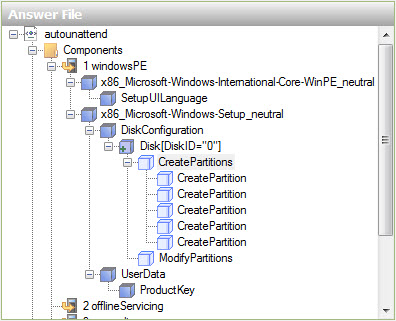 Answer File
autounattend
Components
1 windowsPE
x86_Microsoft-Windows-International-Core-WinPE_neutral
SetupUILanguage
x86_Microsoft-Windows-Setup_neutral
DiskConfiguration
Disk[DiskID="0"]
CreatePartitions
CreatePartition
CreatePartition
CreatePartition
CreatePartition
CreatePartition
ModifyPartitions
UserData
ProductKey
2 offlineServicing